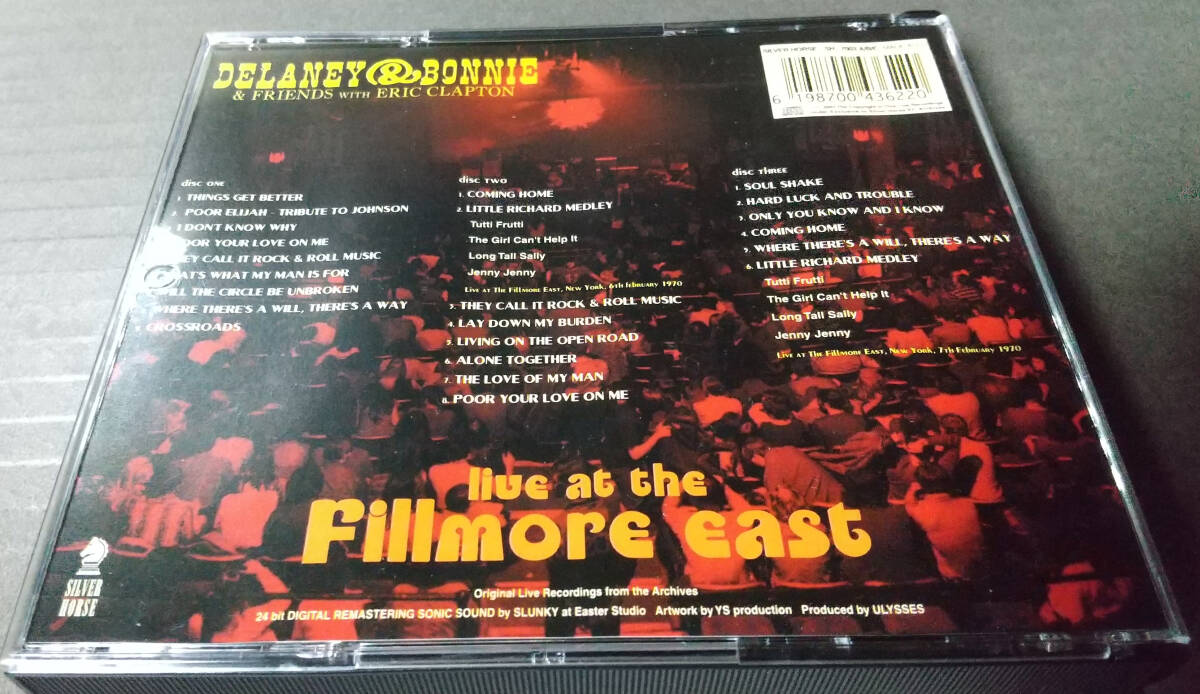 DELANEY & BONNIE
& FRIENDS WITH ERIC CLAPTON
SILVER HORSE
6 198700 436220
disc ONE
1. THINGS GET BETTER
2. POOR ELIJAH - TRIBUTE TO JOHNSON
I DON'T KNOW WHY
POOR YOUR LOVE ON ME
THEY CALL IT ROCK & ROLL MUSIC
THAT'S WHAT MY MAN IS FOR
WILL THE CIRCLE BE UNBROKEN
WHERE THERE'S A WILL, THERE'S A WAY
9. CROSSROADS
disc TWO
1. COMING HOME
2. LITTLE RICHARD MEDLEY
Tutti Frutti
The Girl Can't Help It
Long Tall Sally
Jenny Jenny
LIVE AT THE FILLMORE EAST, NEW YORK, 6TH FEBRUARY 1970
3. THEY CALL IT ROCK & ROLL MUSIC
4. LAY DOWN MY BURDEN
5. LIVING ON THE OPEN ROAD
6. ALONE TOGETHER
7. THE LOVE OF MY MAN
8. POOR YOUR LOVE ON ME
disc THREE
1. SOUL SHAKE
2. HARD LUCK AND TROUBLE
3. ONLY YOU KNOW AND I KNOW
4. COMING HOME
5. WHERE THERE'S A WILL, THERE'S A WAY
6. LITTLE RICHARD MEDLEY
Tutti Frutti
The Girl Can't Help It
Long Tall Sally
Jenny Jenny
LIVE AT THE FILLMORE EAST, NEW YORK, 7TH FEBRUARY 1970
live at the
Fillmore East
SILVER
HORSE
Original Live Recordings from the Archives
24 bit DIGITAL REMASTERING SONIC SOUND by SLUNKY at Easter Studio Artwork by YS production Produced by ULYSSES